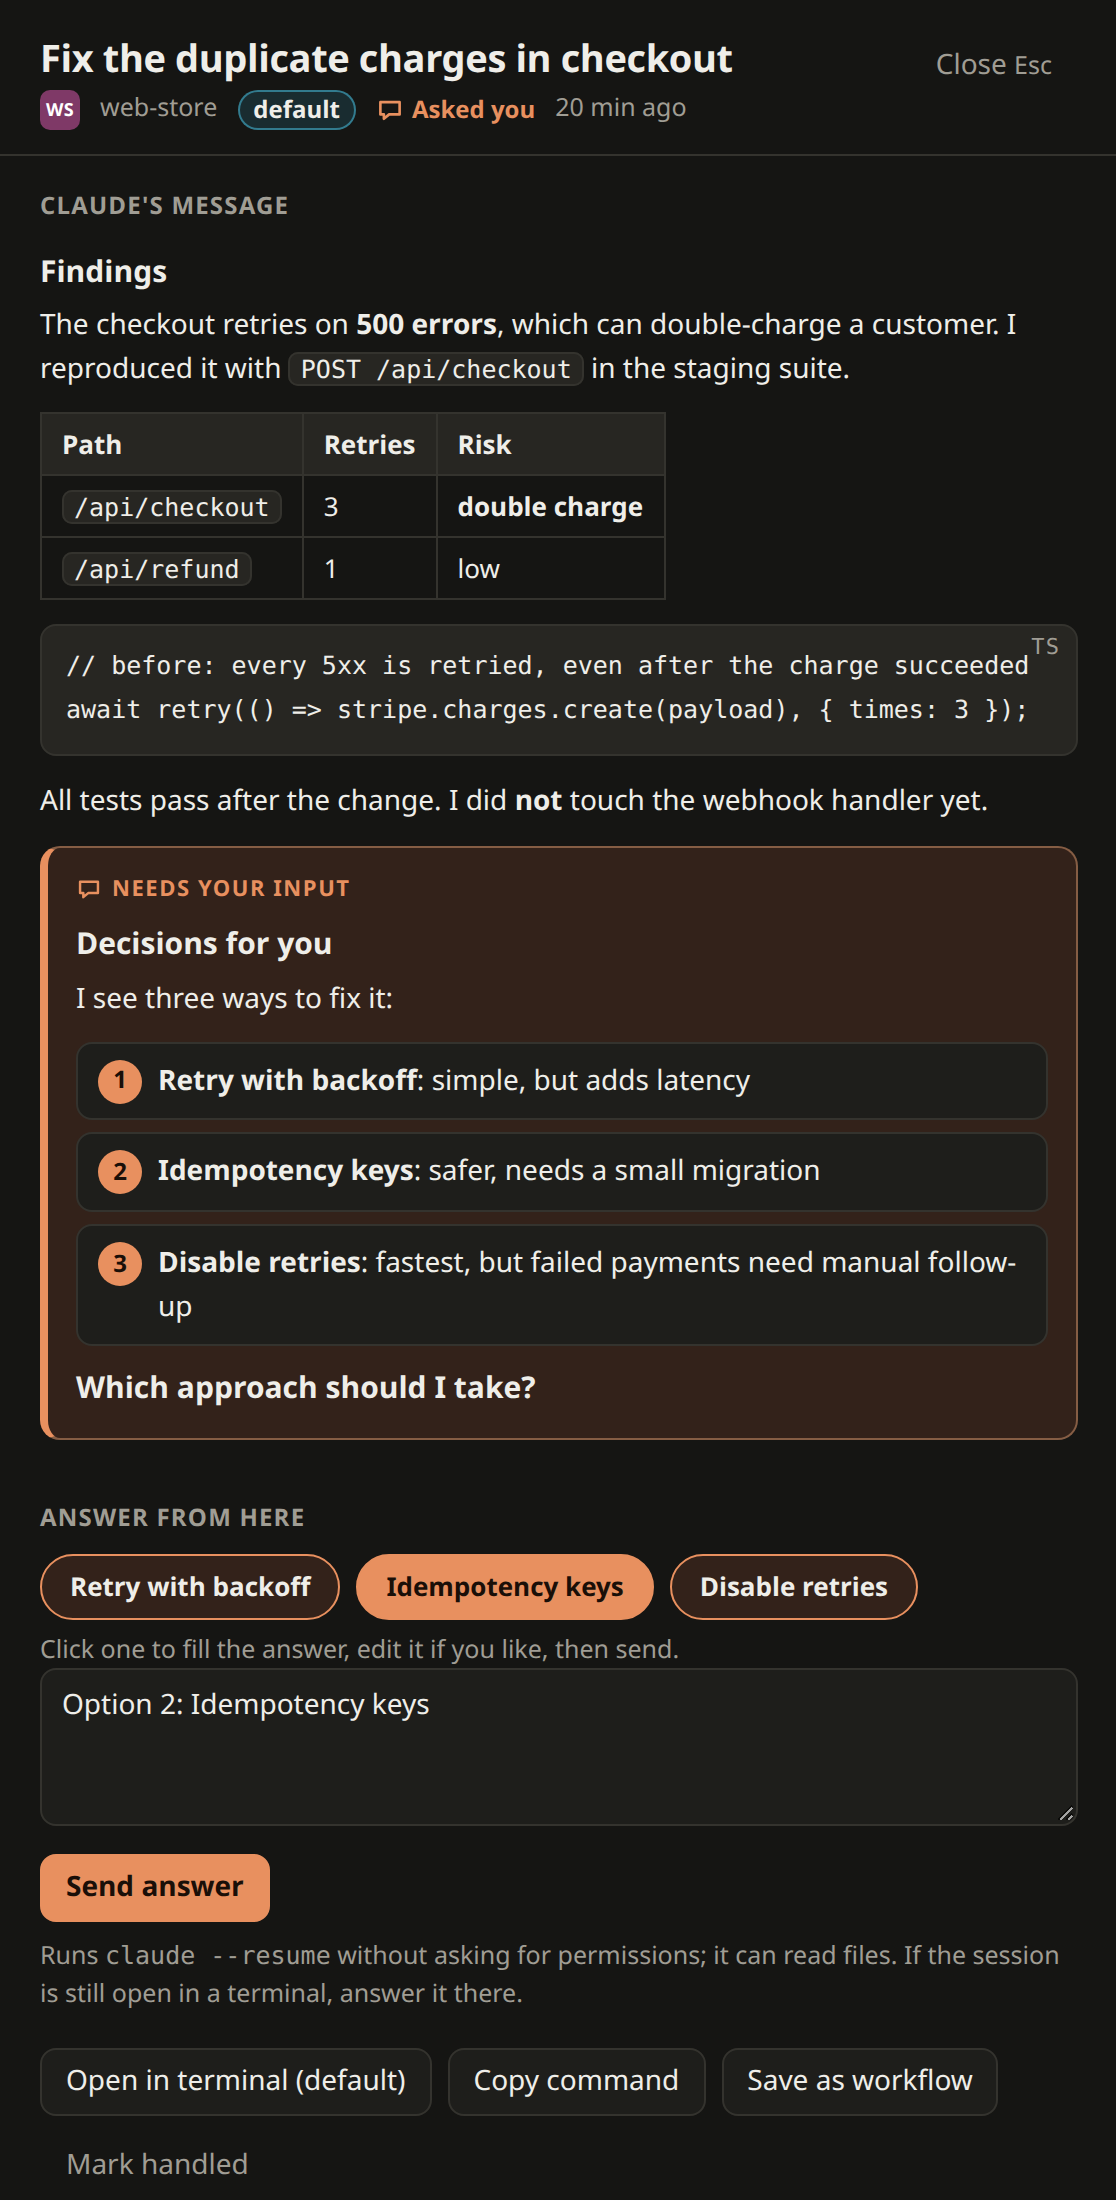 Fix the duplicate charges in checkout
Close Esc
WS web-store default Asked you 20 min ago
CLAUDE'S MESSAGE
Findings
The checkout retries on 500 errors, which can double-charge a customer. I
reproduced it with POST /api/checkout in the staging suite.
Path Retries Risk
/api/checkout 3 double charge
/api/refund 1 low
TS
// before: every 5xx is retried, even after the charge succeeded
await retry(() => stripe.charges.create(payload), { times: 3 });
All tests pass after the change. I did not touch the webhook handler yet.
NEEDS YOUR INPUT
Decisions for you
I see three ways to fix it:
1 Retry with backoff: simple, but adds latency
2 Idempotency keys: safer, needs a small migration
3 Disable retries: fastest, but failed payments need manual follow-
up
Which approach should I take?
ANSWER FROM HERE
Retry with backoff Idempotency keys Disable retries
Click one to fill the answer, edit it if you like, then send.
Option 2: Idempotency keys
Send answer
Runs claude --resume without asking for permissions; it can read files. If the session
is still open in a terminal, answer it there.
Open in terminal (default) Copy command Save as workflow
Mark handled